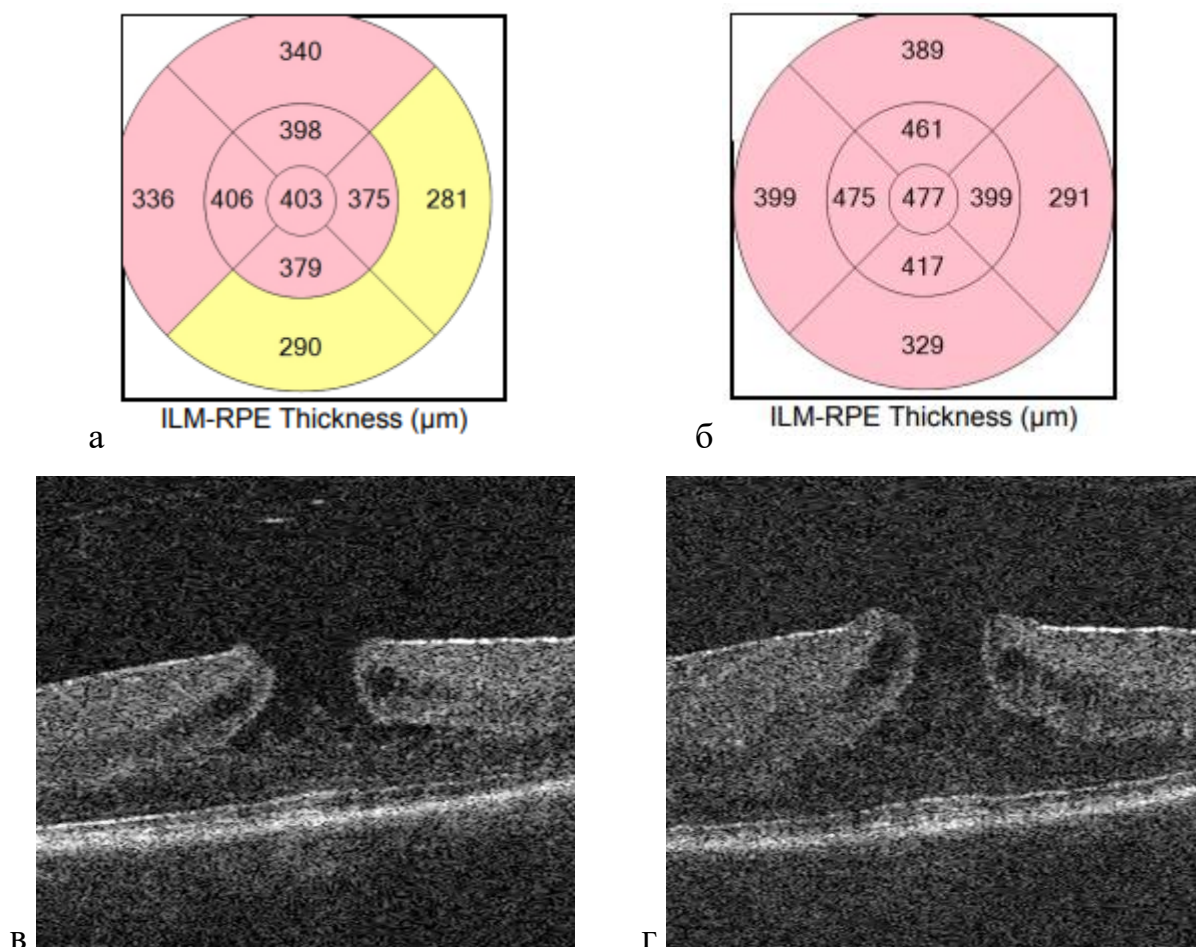 340
398
336 406 403 375 281
379
290
ILM-RPE Thickness (µm)
а
389
461
399 475 477 399 291
417
329
ILM-RPE Thickness (µm)
б
в
г